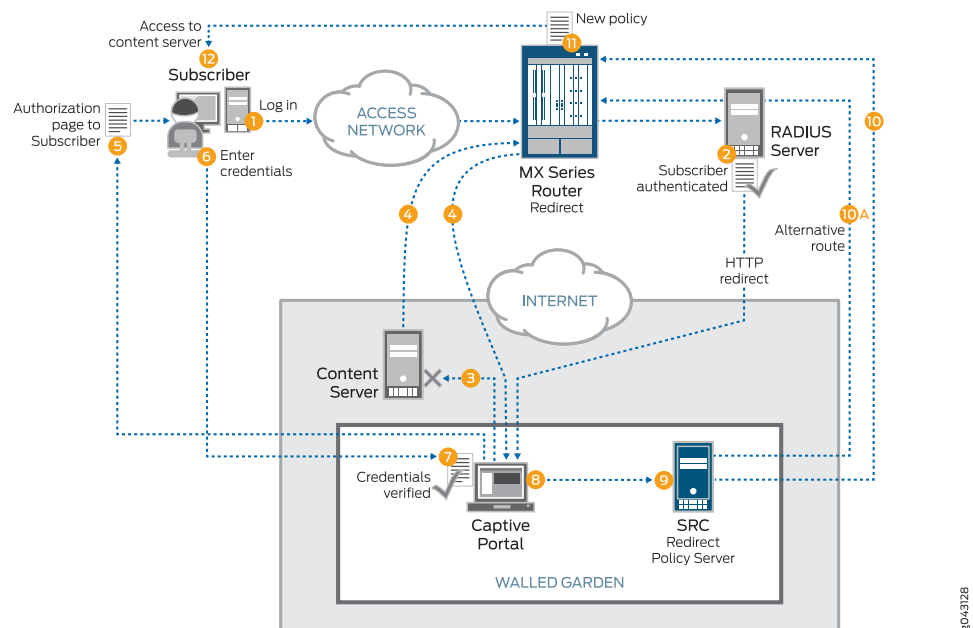 New policy
11
Access to
content server
12
Subscriber
Authorization
page to
Subscriber
5
Log in
1
ACCESS
NETWORK
6
Enter
credentials
MX Series
Router
Redirect
2
Subscriber
authenticated
RADIUS
Server
10
10A
Alternative
route
4
4
HTTP
redirect
INTERNET
Content
Server
3
7
Credentials
verified
8
Captive
Portal
9
SRC
Redirect
Policy Server
WALLED GARDEN
g043128